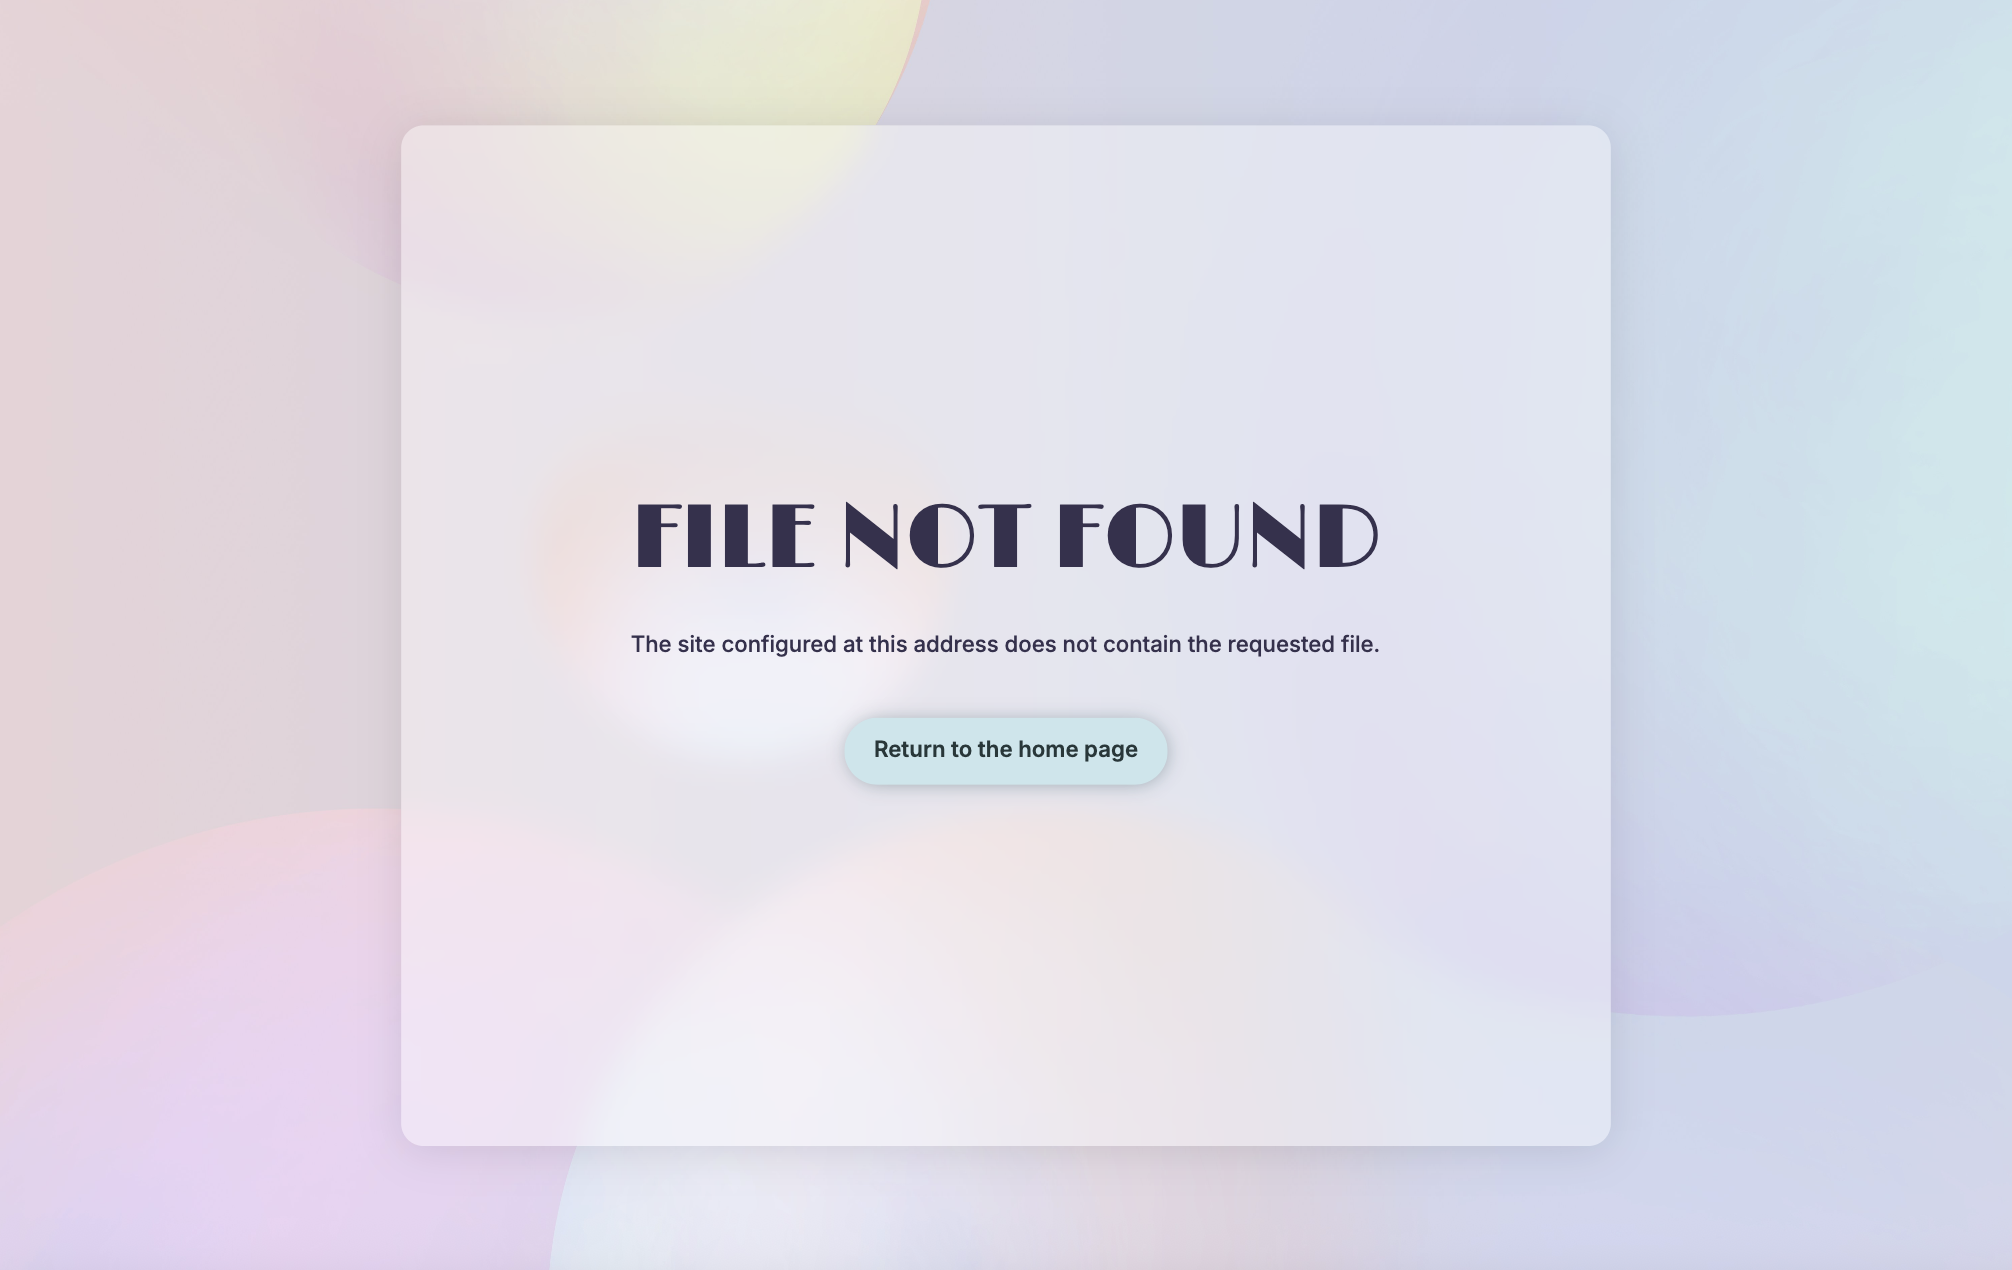 FILE NOT FOUND
The site configured at this address does not contain the requested file.
Return to the home page